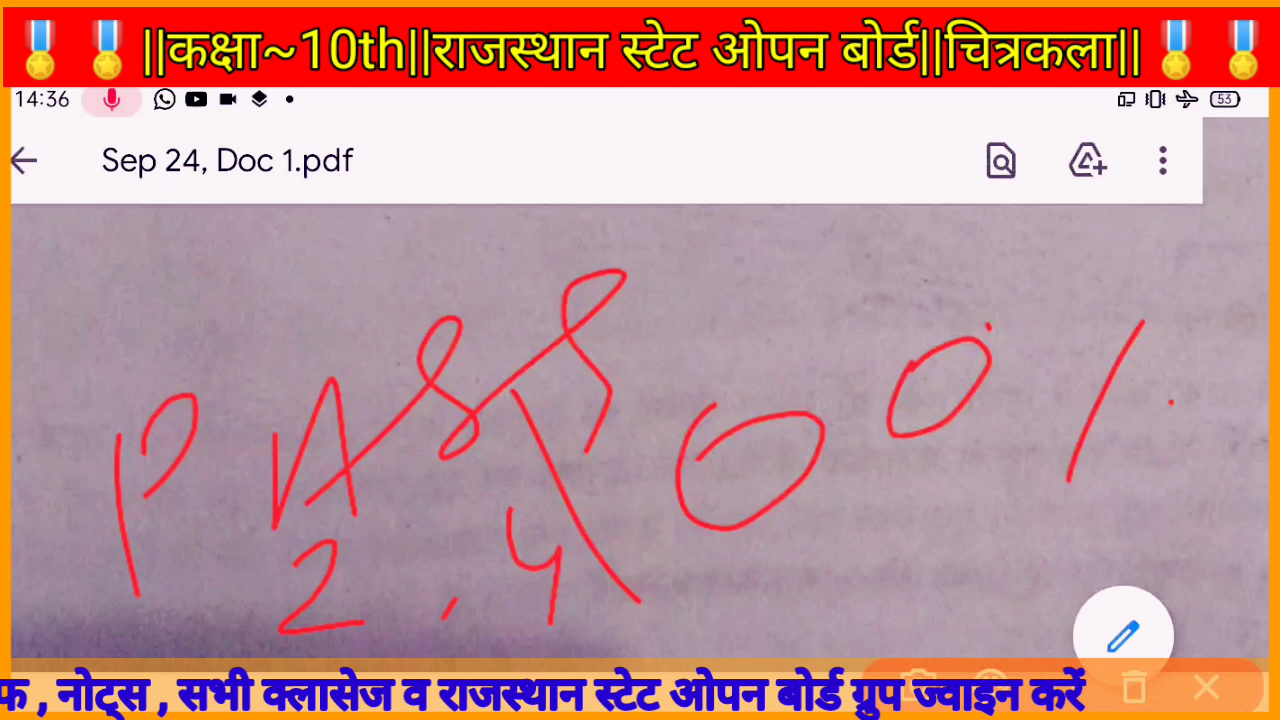 ||कक्षा~10th||राजस्थान स्टेट ओपन बोर्ड||चित्रकला||
14:36
53
Sep 24, Doc 1.pdf
PASS 100%
2, 4
फ , नोट्स , सभी क्लासेज व राजस्थान स्टेट ओपन बोर्ड ग्रुप ज्वाइन करें